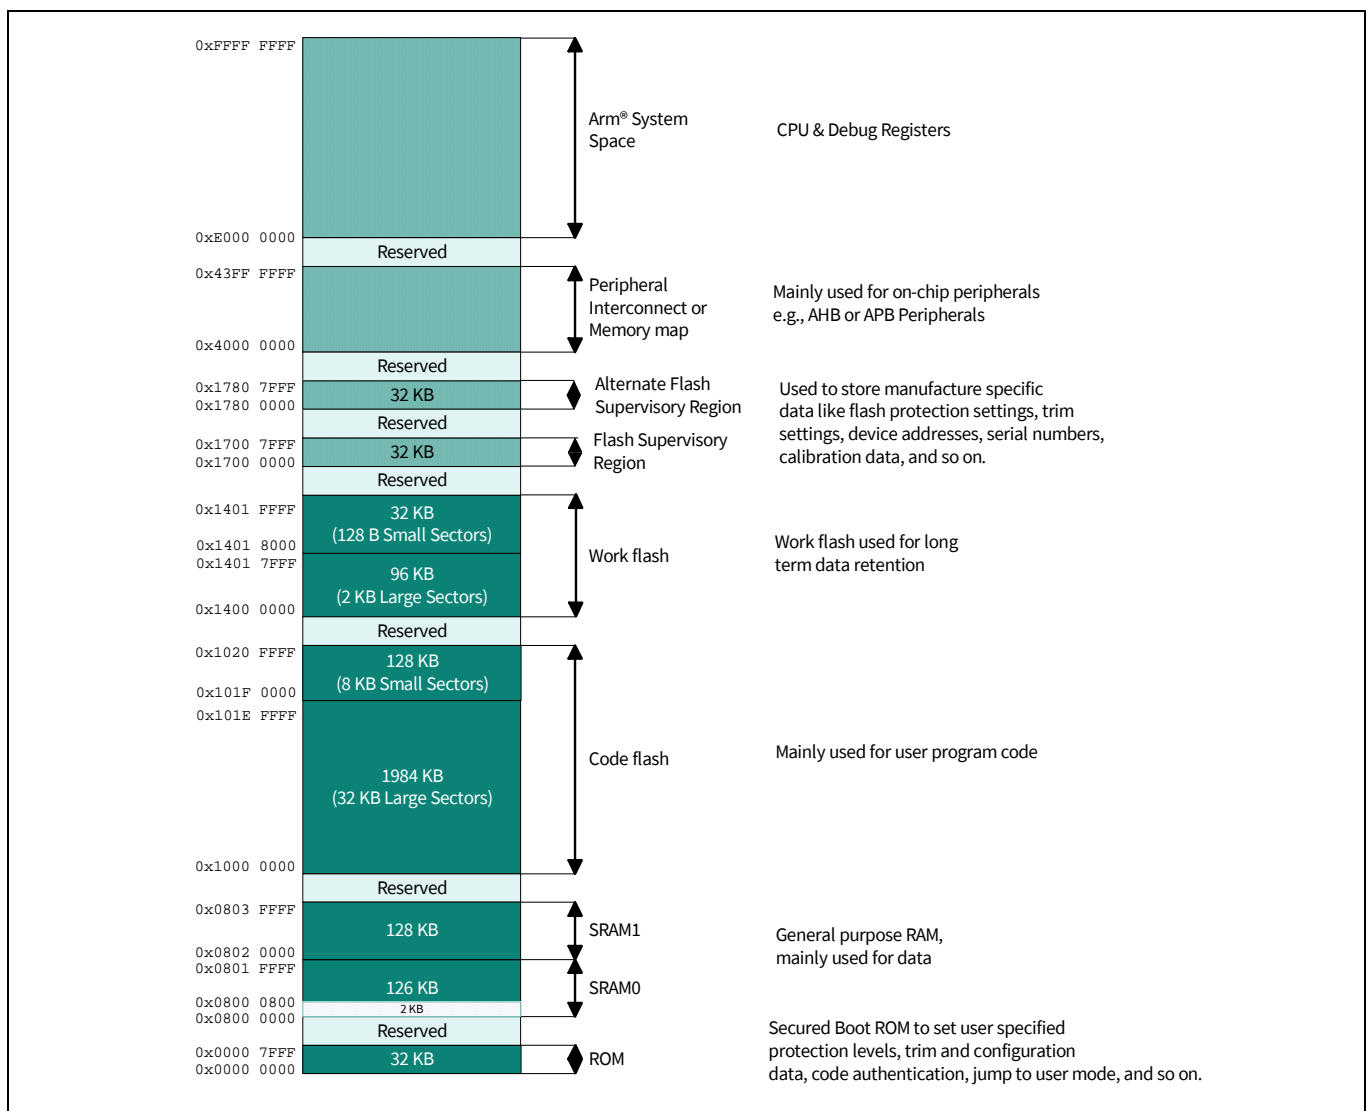 0xFFFF FFFF
Arm® System
Space
CPU & Debug Registers
0xE000 0000
Reserved
0x43FF FFFF
Peripheral
Interconnect or
Memory map
Mainly used for on-chip peripherals
e.g., AHB or APB Peripherals
0x4000 0000
Reserved
0x1780 7FFF
32 KB
0x1780 0000
Alternate Flash
Supervisory Region
Used to store manufacture specific
data like flash protection settings, trim
settings, device addresses, serial numbers,
calibration data, and so on.
Reserved
0x1700 7FFF
32 KB
0x1700 0000
Flash Supervisory
Region
Reserved
0x1401 FFFF
32 KB
(128 B Small Sectors)
0x1401 8000
0x1401 7FFF
96 KB
(2 KB Large Sectors)
0x1400 0000
Work flash
Work flash used for long
term data retention
Reserved
0x1020 FFFF
128 KB
(8 KB Small Sectors)
0x101F 0000
0x101E FFFF
1984 KB
(32 KB Large Sectors)
Code flash
Mainly used for user program code
0x1000 0000
Reserved
0x0803 FFFF
128 KB
SRAM1
0x0802 0000
General purpose RAM,
mainly used for data
0x0801 FFFF
126 KB
SRAM0
0x0800 0800
2 KB
0x0800 0000
Reserved
0x0000 7FFF
32 KB
0x0000 0000
ROM
Secured Boot ROM to set user specified
protection levels, trim and configuration
data, code authentication, jump to user mode, and so on.